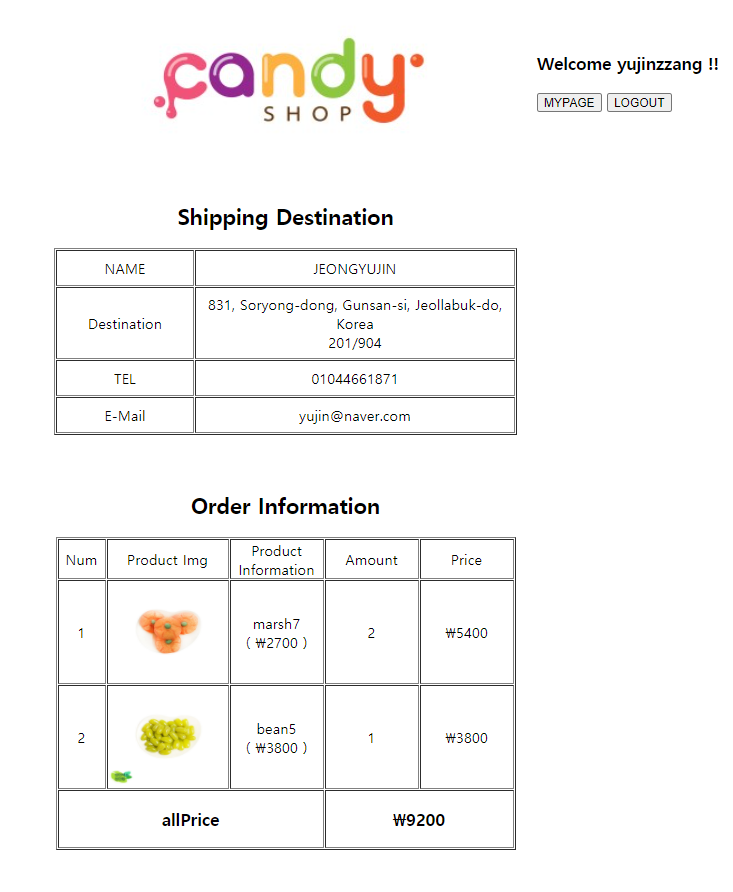 candy
SHOP
Welcome yujinzzang !!
MYPAGE LOGOUT
Shipping Destination
NAME JEONGYUJIN
Destination 831, Soryong-dong, Gunsan-si, Jeollabuk-do,
Korea
201/904
TEL 01044661871
E-Mail yujin@naver.com
Order Information
Num Product Img Product Information Amount Price
1 marsh7 2 ₩5400
( ₩2700 )
2 bean5 1 ₩3800
( ₩3800 )
allPrice ₩9200